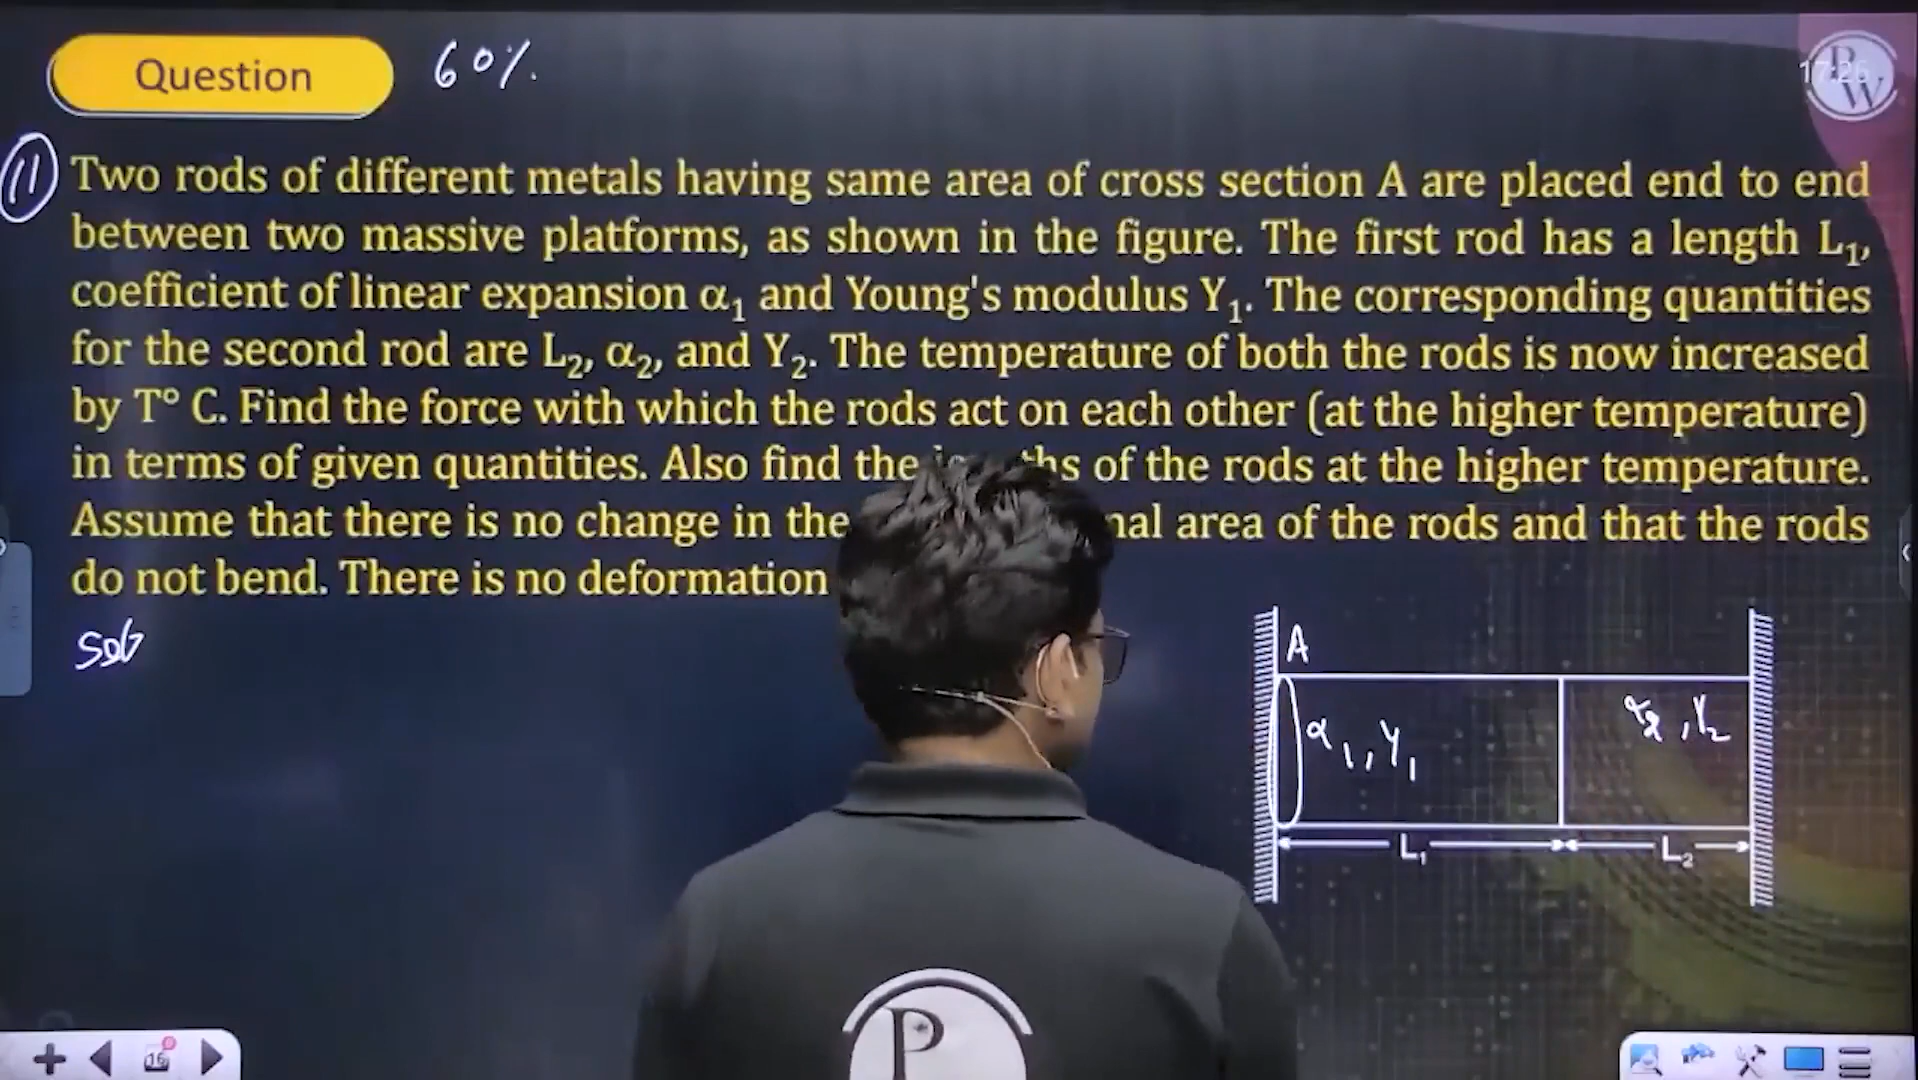 Question
60%.
17:26
PW
11
Two rods of different metals having same area of cross section A are placed end to end
between two massive platforms, as shown in the figure. The first rod has a length L₁,
coefficient of linear expansion α₁ and Young's modulus Y₁. The corresponding quantities
for the second rod are L₂, α₂, and Y₂. The temperature of both the rods is now increased
by T° C. Find the force with which the rods act on each other (at the higher temperature)
in terms of given quantities. Also find the of the rods at the higher temperature.
Assume that there is no change in the area of the rods and that the rods
do not bend. There is no deformation
Sol
A
α₁, Y₁
α₂, Y₂
L₁
L₂
P
16